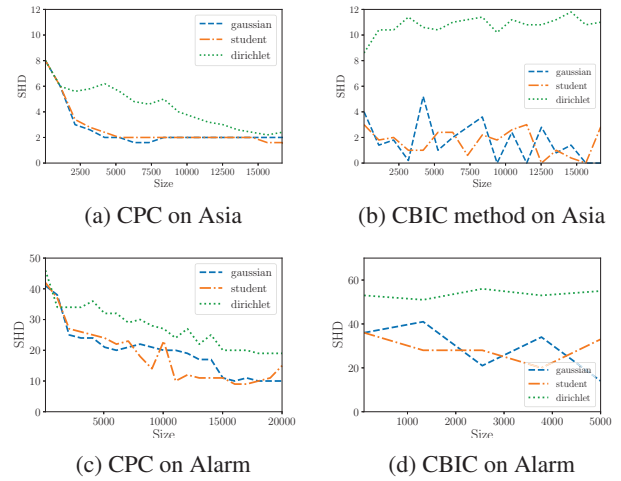 12
10
8
6
4
2
0
SHD
gaussian
student
dirichlet
2500 5000 7500 10000 12500 15000
Size
(a) CPC on Asia
12
10
8
6
4
2
0
SHD
gaussian
student
dirichlet
2500 5000 7500 10000 12500 15000
Size
(b) CBIC method on Asia
50
40
30
20
10
0
SHD
gaussian
student
dirichlet
5000 10000 15000 20000
Size
(c) CPC on Alarm
60
40
20
0
SHD
gaussian
student
dirichlet
1000 2000 3000 4000 5000
Size
(d) CBIC on Alarm